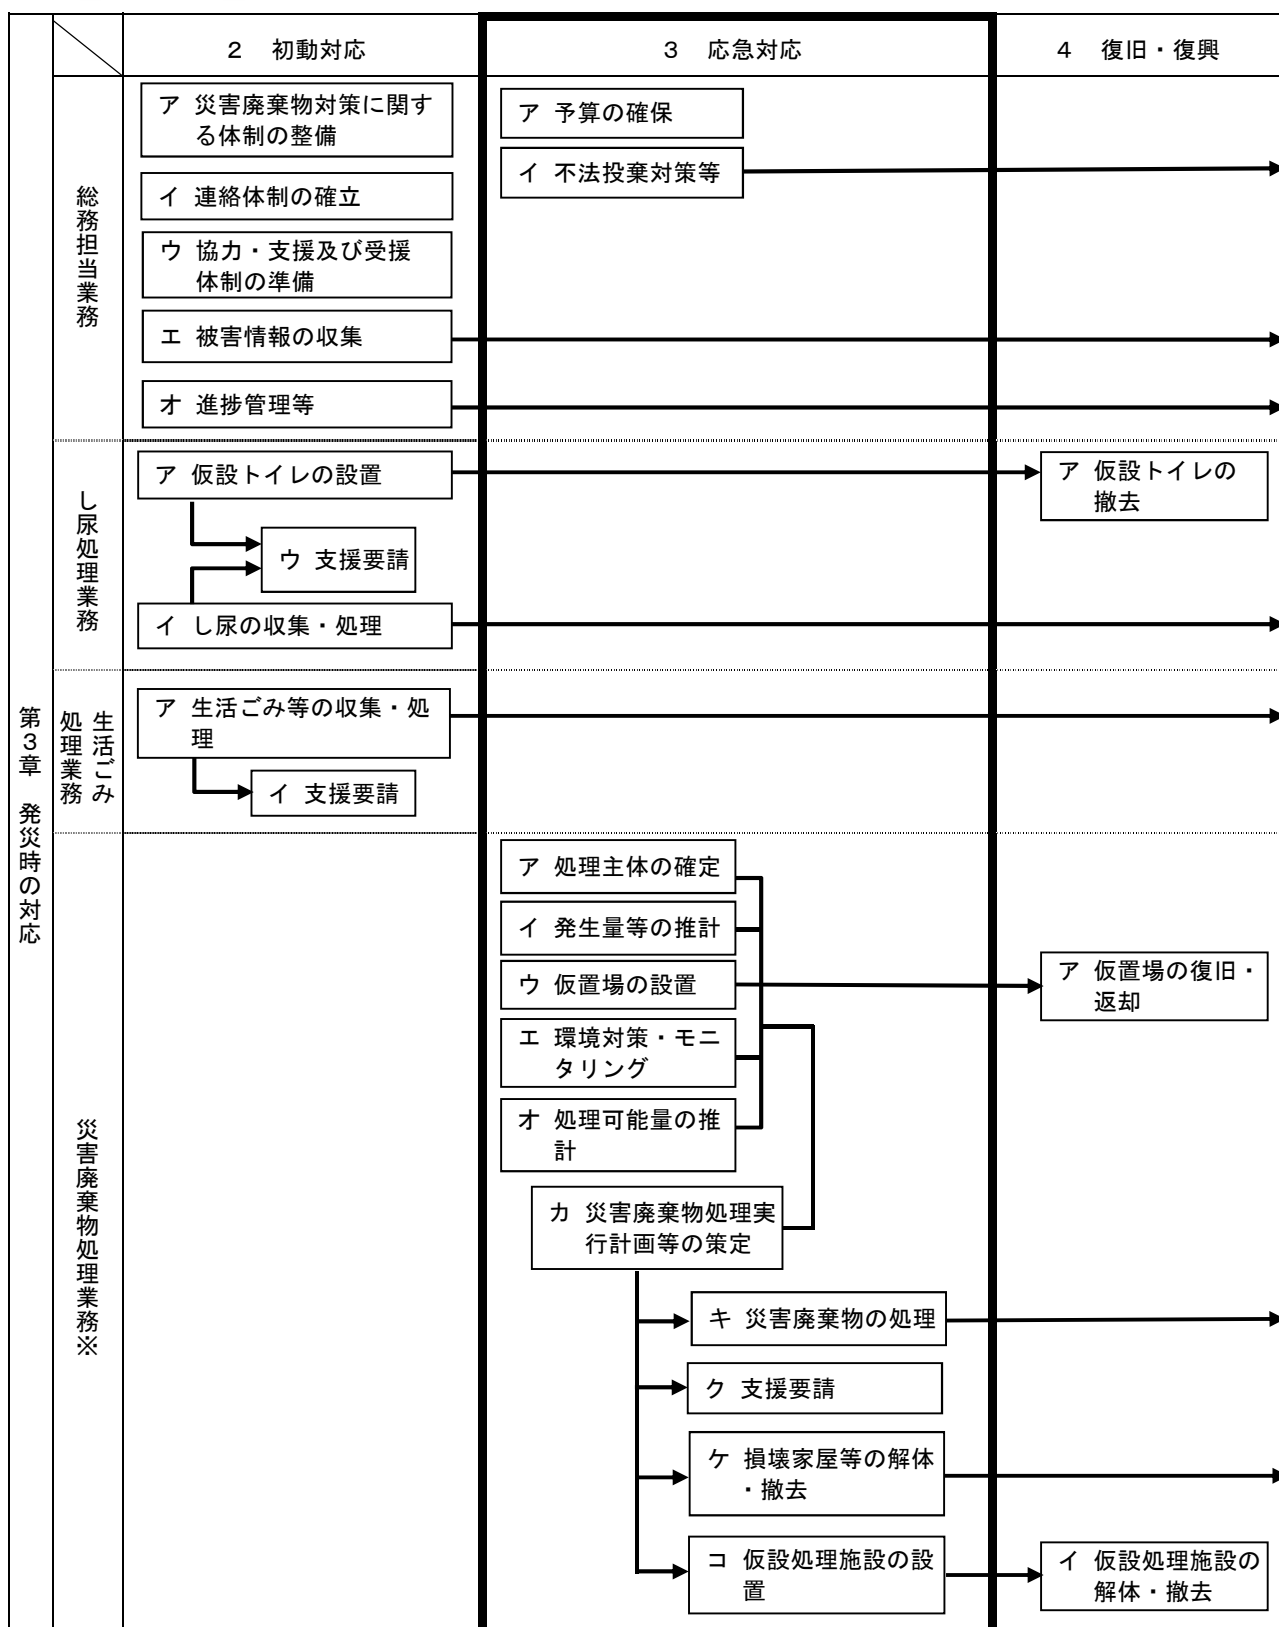 第３章　発災時の対応
２　初動対応
３　応急対応
４　復旧・復興
総務担当業務
ア 災害廃棄物対策に関す
る体制の整備
イ 連絡体制の確立
ウ 協力・支援及び受援
体制の準備
エ 被害情報の収集
オ 進捗管理等
ア 予算の確保
イ 不法投棄対策等
し尿処理業務
ア 仮設トイレの設置
ウ 支援要請
イ し尿の収集・処理
ア 仮設トイレの
撤去
生活ごみ
処理業務
ア 生活ごみ等の収集・処
理
イ 支援要請
災害廃棄物処理業務※
ア 処理主体の確定
イ 発生量等の推計
ウ 仮置場の設置
エ 環境対策・モニ
タリング
オ 処理可能量の推
計
カ 災害廃棄物処理実
行計画等の策定
キ 災害廃棄物の処理
ク 支援要請
ケ 損壊家屋等の解体
・撤去
コ 仮設処理施設の設
置
ア 仮置場の復旧・
返却
イ 仮設処理施設の
解体・撤去